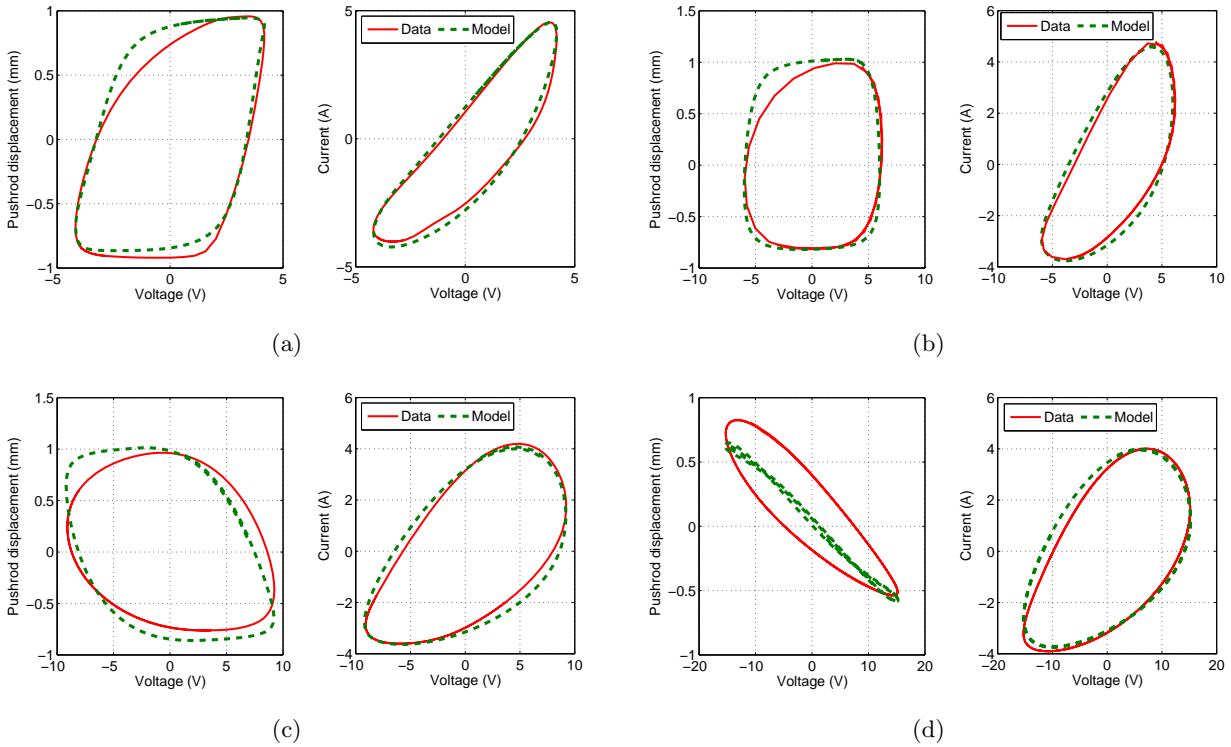 Pushrod displacement (mm)
1
0.5
0
−0.5
−1
−5 0 5
Voltage (V)
Current (A)
5
0
−5
−5 0 5
Voltage (V)
Data Model
(a)
Pushrod displacement (mm)
1.5
1
0.5
0
−0.5
−1
−10 −5 0 5 10
Voltage (V)
Current (A)
6
4
2
0
−2
−4
−10 −5 0 5 10
Voltage (V)
Data Model
(b)
Pushrod displacement (mm)
1.5
1
0.5
0
−0.5
−1
−10 −5 0 5 10
Voltage (V)
Current (A)
6
4
2
0
−2
−4
−10 −5 0 5 10
Voltage (V)
Data Model
(c)
Pushrod displacement (mm)
1
0.5
0
−0.5
−1
−20 −10 0 10 20
Voltage (V)
Current (A)
6
4
2
0
−2
−4
−20 −10 0 10 20
Voltage (V)
Data Model
(d)